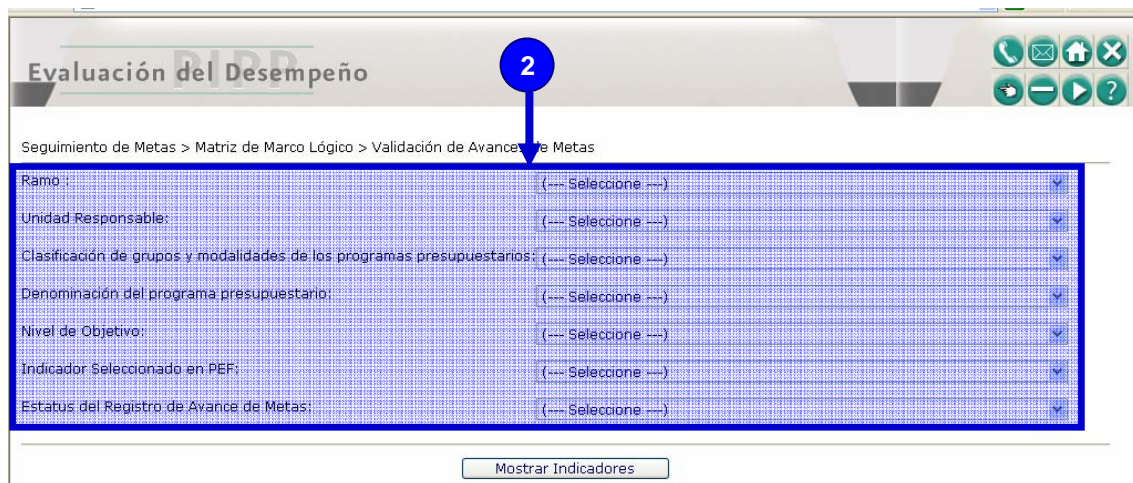 PIPP
Evaluación del Desempeño
2
?
Seguimiento de Metas > Matriz de Marco Lógico > Validación de Avances de Metas
Ramo : (--- Seleccione ---)
Unidad Responsable: (--- Seleccione ---)
Clasificación de grupos y modalidades de los programas presupuestarios: (--- Seleccione ---)
Denominación del programa presupuestario: (--- Seleccione ---)
Nivel de Objetivo: (--- Seleccione ---)
Indicador Seleccionado en PEF: (--- Seleccione ---)
Estatus del Registro de Avance de Metas: (--- Seleccione ---)
Mostrar Indicadores